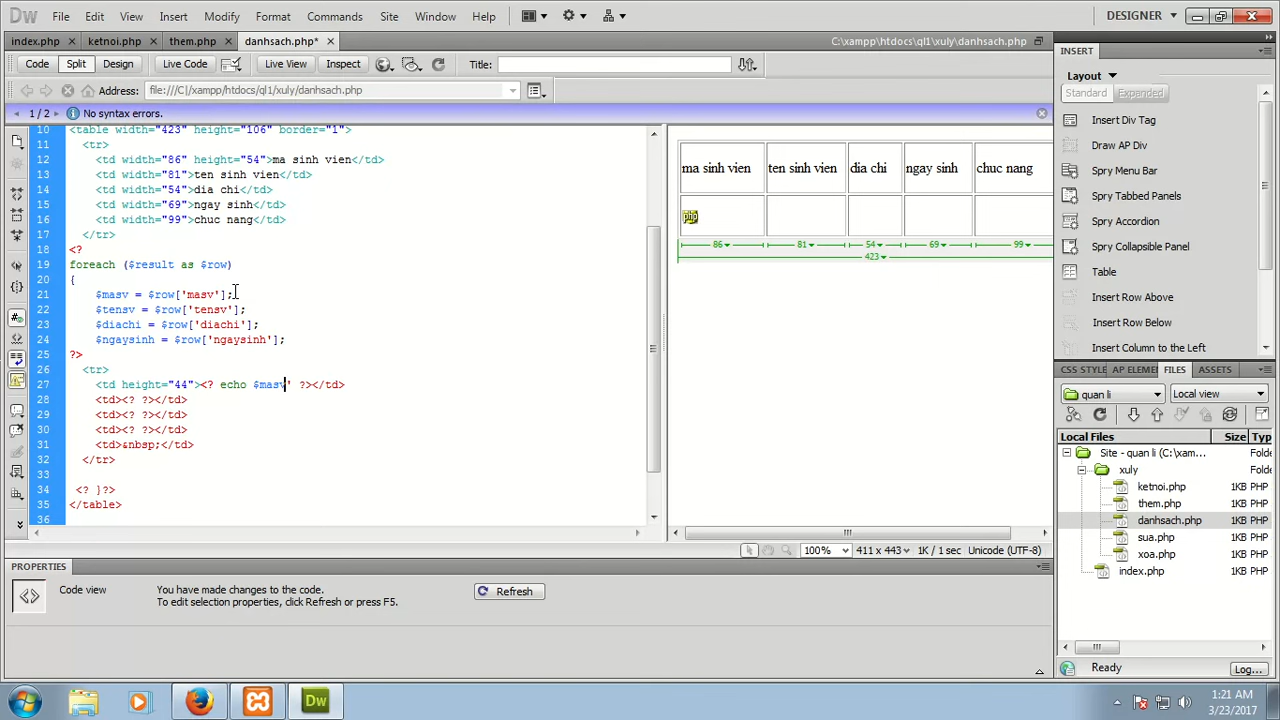 Dw File Edit View Insert Modify Format Commands Site Window Help DESIGNER
index.php ketnoi.php them.php danhsach.php* C:\xampp\htdocs\ql1\xuly\danhsach.php
Code Split Design Live Code Live View Inspect Title:
Address: file:///C|/xampp/htdocs/ql1/xuly/danhsach.php
1 / 2 No syntax errors.
10 <table width="423" height="106" border="1">
11 <tr>
12 <td width="86" height="54">ma sinh vien</td>
13 <td width="81">ten sinh vien</td>
14 <td width="54">dia chi</td>
15 <td width="69">ngay sinh</td>
16 <td width="99">chuc nang</td>
17 </tr>
18 <?
19 foreach ($result as $row)
20 {
21 $masv = $row['masv'];
22 $tensv = $row['tensv'];
23 $diachi = $row['diachi'];
24 $ngaysinh = $row['ngaysinh'];
25 ?>
26 <tr>
27 <td height="44"><? echo $masv' ?></td>
28 <td><? ?></td>
29 <td><? ?></td>
30 <td><? ?></td>
31 <td>&nbsp;</td>
32 </tr>
33
34 <? }?>
35 </table>
36
ma sinh vien ten sinh vien dia chi ngay sinh chuc nang
php
86 81 54 69 99
423
100% 411 x 443 1K / 1 sec Unicode (UTF-8)
INSERT
Layout
Standard Expanded
Insert Div Tag
Draw AP Div
Spry Menu Bar
Spry Tabbed Panels
Spry Accordion
Spry Collapsible Panel
Table
Insert Row Above
Insert Row Below
Insert Column to the Left
CSS STYLE AP ELEMEN FILES ASSETS
quan li Local view
Local Files Size Typ
Site - quan li (C:\xam... Folde
xuly Folde
ketnoi.php 1KB PHP
them.php 1KB PHP
danhsach.php 1KB PHP
sua.php 1KB PHP
xoa.php 1KB PHP
index.php 1KB PHP
Ready Log...
PROPERTIES
Code view You have made changes to the code.
To edit selection properties, click Refresh or press F5.
Refresh
Dw
1:21 AM
3/23/2017